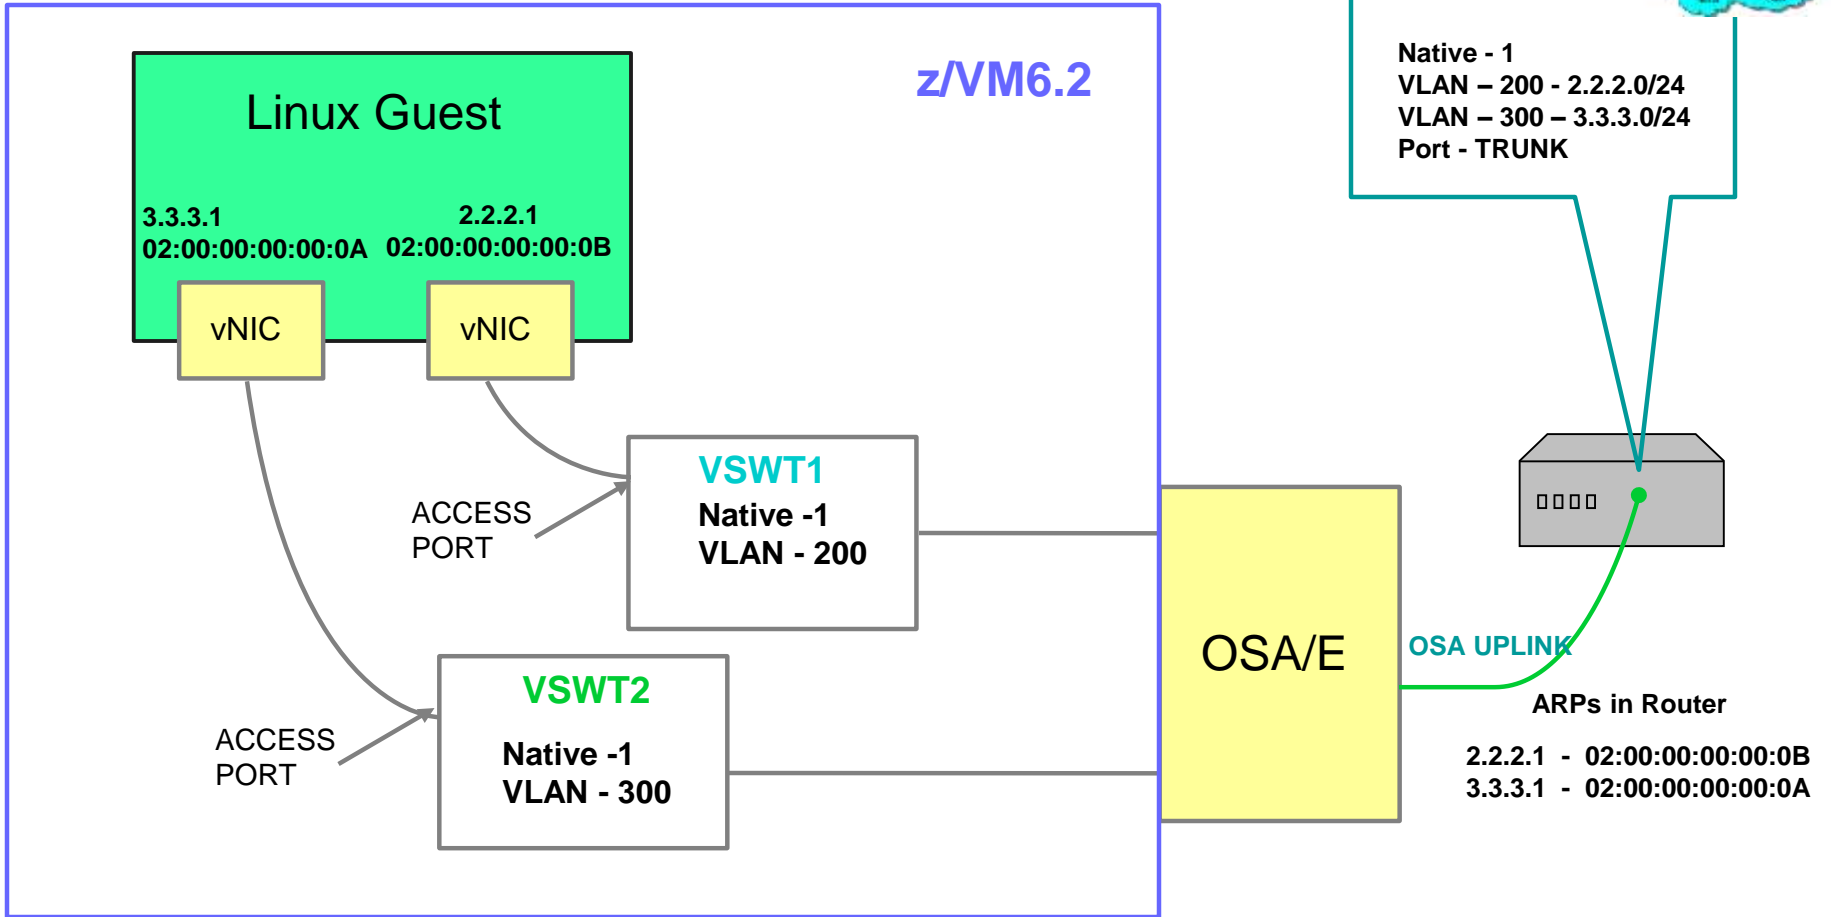 z/VM6.2
Linux Guest
3.3.3.1
02:00:00:00:00:0A
2.2.2.1
02:00:00:00:00:0B
vNIC
vNIC
ACCESS
PORT
VSWT1
Native -1
VLAN - 200
ACCESS
PORT
VSWT2
Native -1
VLAN - 300
OSA/E
Native - 1
VLAN – 200 - 2.2.2.0/24
VLAN – 300 – 3.3.3.0/24
Port - TRUNK
OSA UPLINK
ARPs in Router
2.2.2.1 - 02:00:00:00:00:0B
3.3.3.1 - 02:00:00:00:00:0A